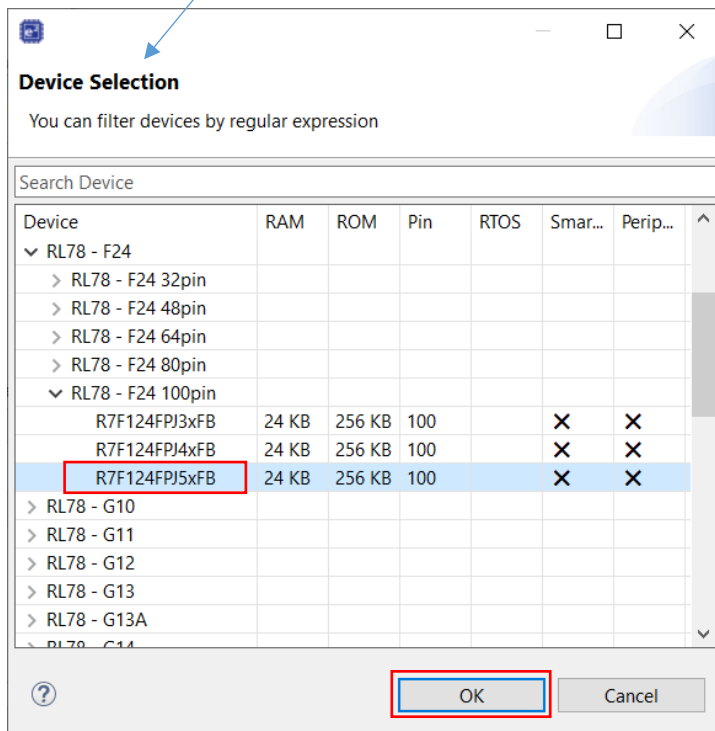 Device Selection
You can filter devices by regular expression
Search Device
Device RAM ROM Pin RTOS Smar... Perip...
RL78 - F24
RL78 - F24 32pin
RL78 - F24 48pin
RL78 - F24 64pin
RL78 - F24 80pin
RL78 - F24 100pin
R7F124FPJ3xFB 24 KB 256 KB 100
R7F124FPJ4xFB 24 KB 256 KB 100
R7F124FPJ5xFB 24 KB 256 KB 100
RL78 - G10
RL78 - G11
RL78 - G12
RL78 - G13
RL78 - G13A
RL78 - G14
OK Cancel